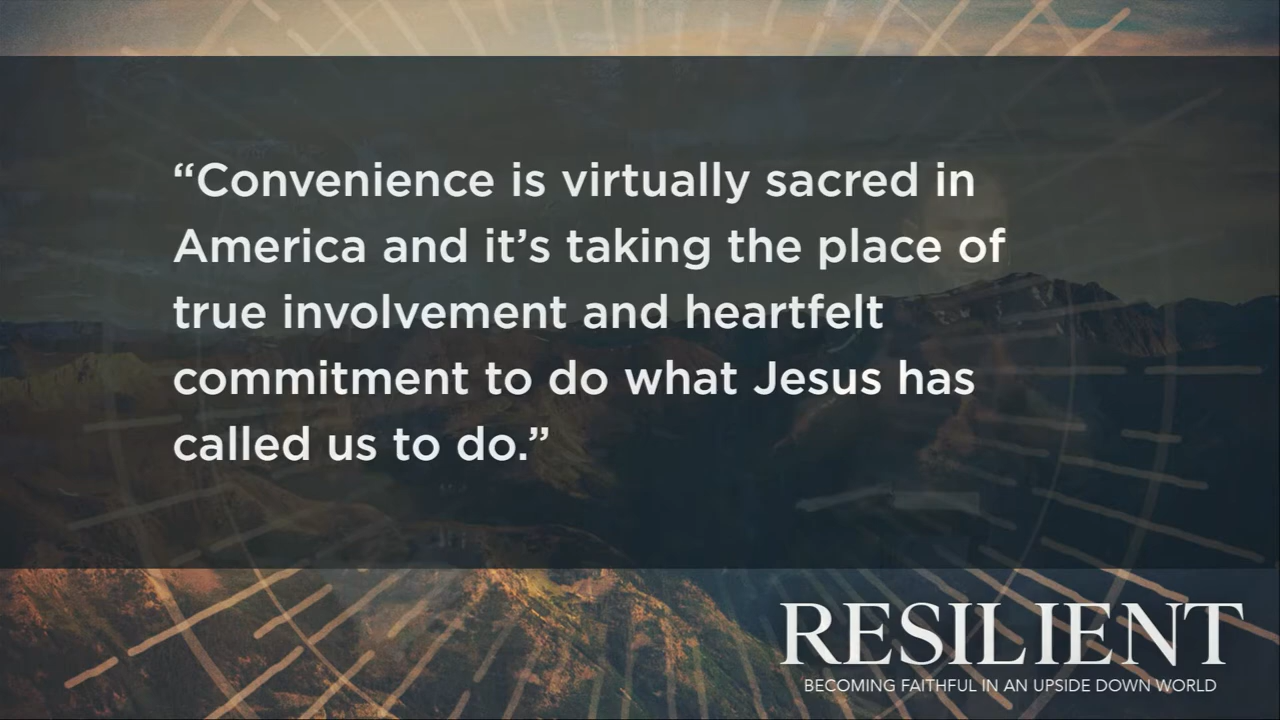 “Convenience is virtually sacred in
America and it’s taking the place of
true involvement and heartfelt
commitment to do what Jesus has
called us to do.”
RESILIENT
BECOMING FAITHFUL IN AN UPSIDE DOWN WORLD